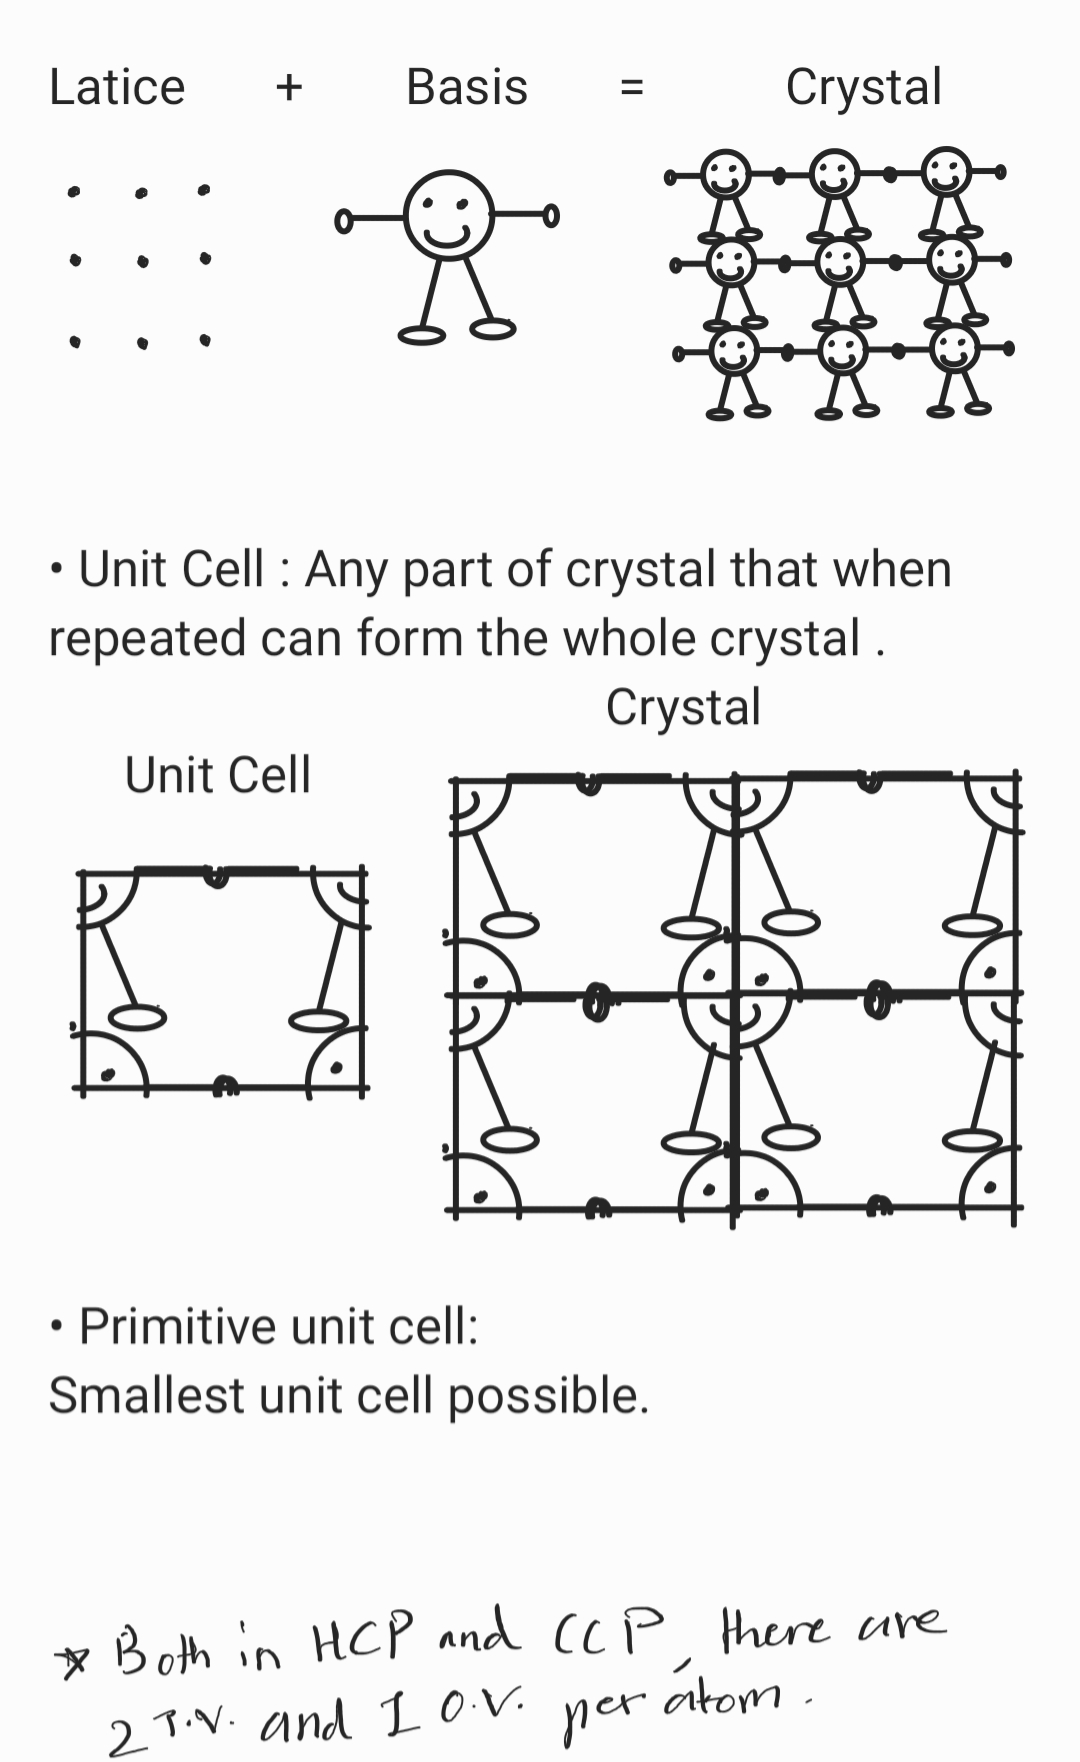 Latice + Basis = Crystal
• Unit Cell : Any part of crystal that when
repeated can form the whole crystal .
Crystal
Unit Cell
• Primitive unit cell:
Smallest unit cell possible.
* Both in HCP and CCP, there are
2 T.V. and 1 O.V. per atom.